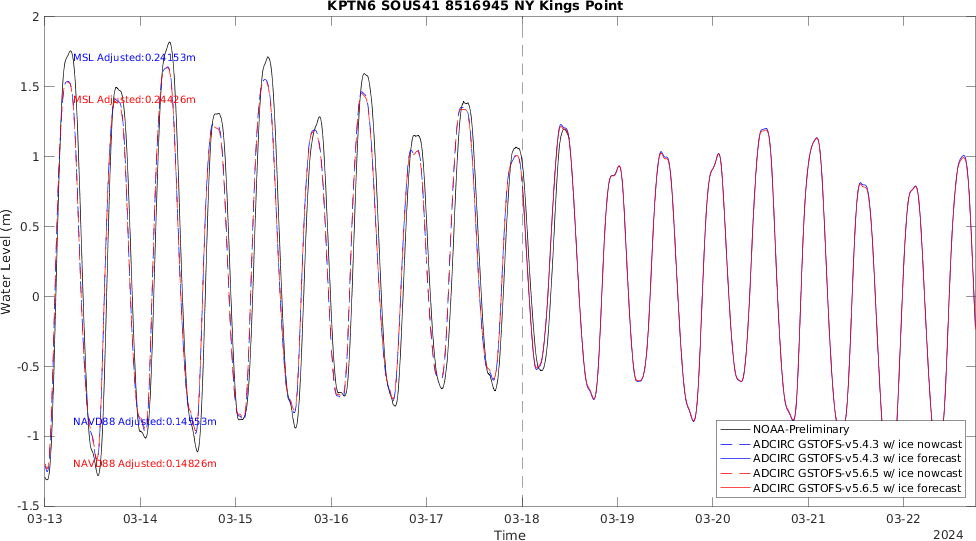 KPTN6 SOUS41 8516945 NY Kings Point
2
1.5
1
0.5
0
-0.5
-1
-1.5
Water Level (m)
MSL Adjusted:0.24153m
MSL Adjusted:0.24426m
NAVD88 Adjusted:0.14553m
NAVD88 Adjusted:0.14826m
NOAA-Preliminary
ADCIRC GSTOFS-v5.4.3 w/ ice nowcast
ADCIRC GSTOFS-v5.4.3 w/ ice forecast
ADCIRC GSTOFS-v5.6.5 w/ ice nowcast
ADCIRC GSTOFS-v5.6.5 w/ ice forecast
03-13 03-14 03-15 03-16 03-17 03-18 03-19 03-20 03-21 03-22
Time
2024